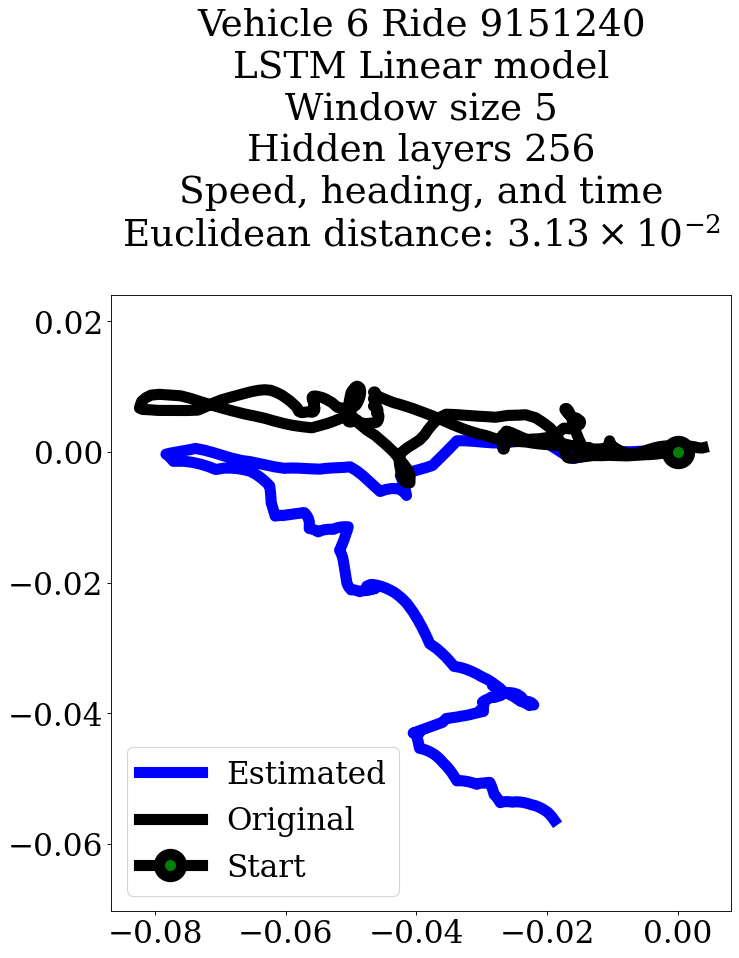 Vehicle 6 Ride 9151240
LSTM Linear model
Window size 5
Hidden layers 256
Speed, heading, and time
Euclidean distance: 3.13 × 10⁻²
0.02
0.00
−0.02
−0.04
−0.06
Estimated
Original
Start
−0.08 −0.06 −0.04 −0.02 0.00